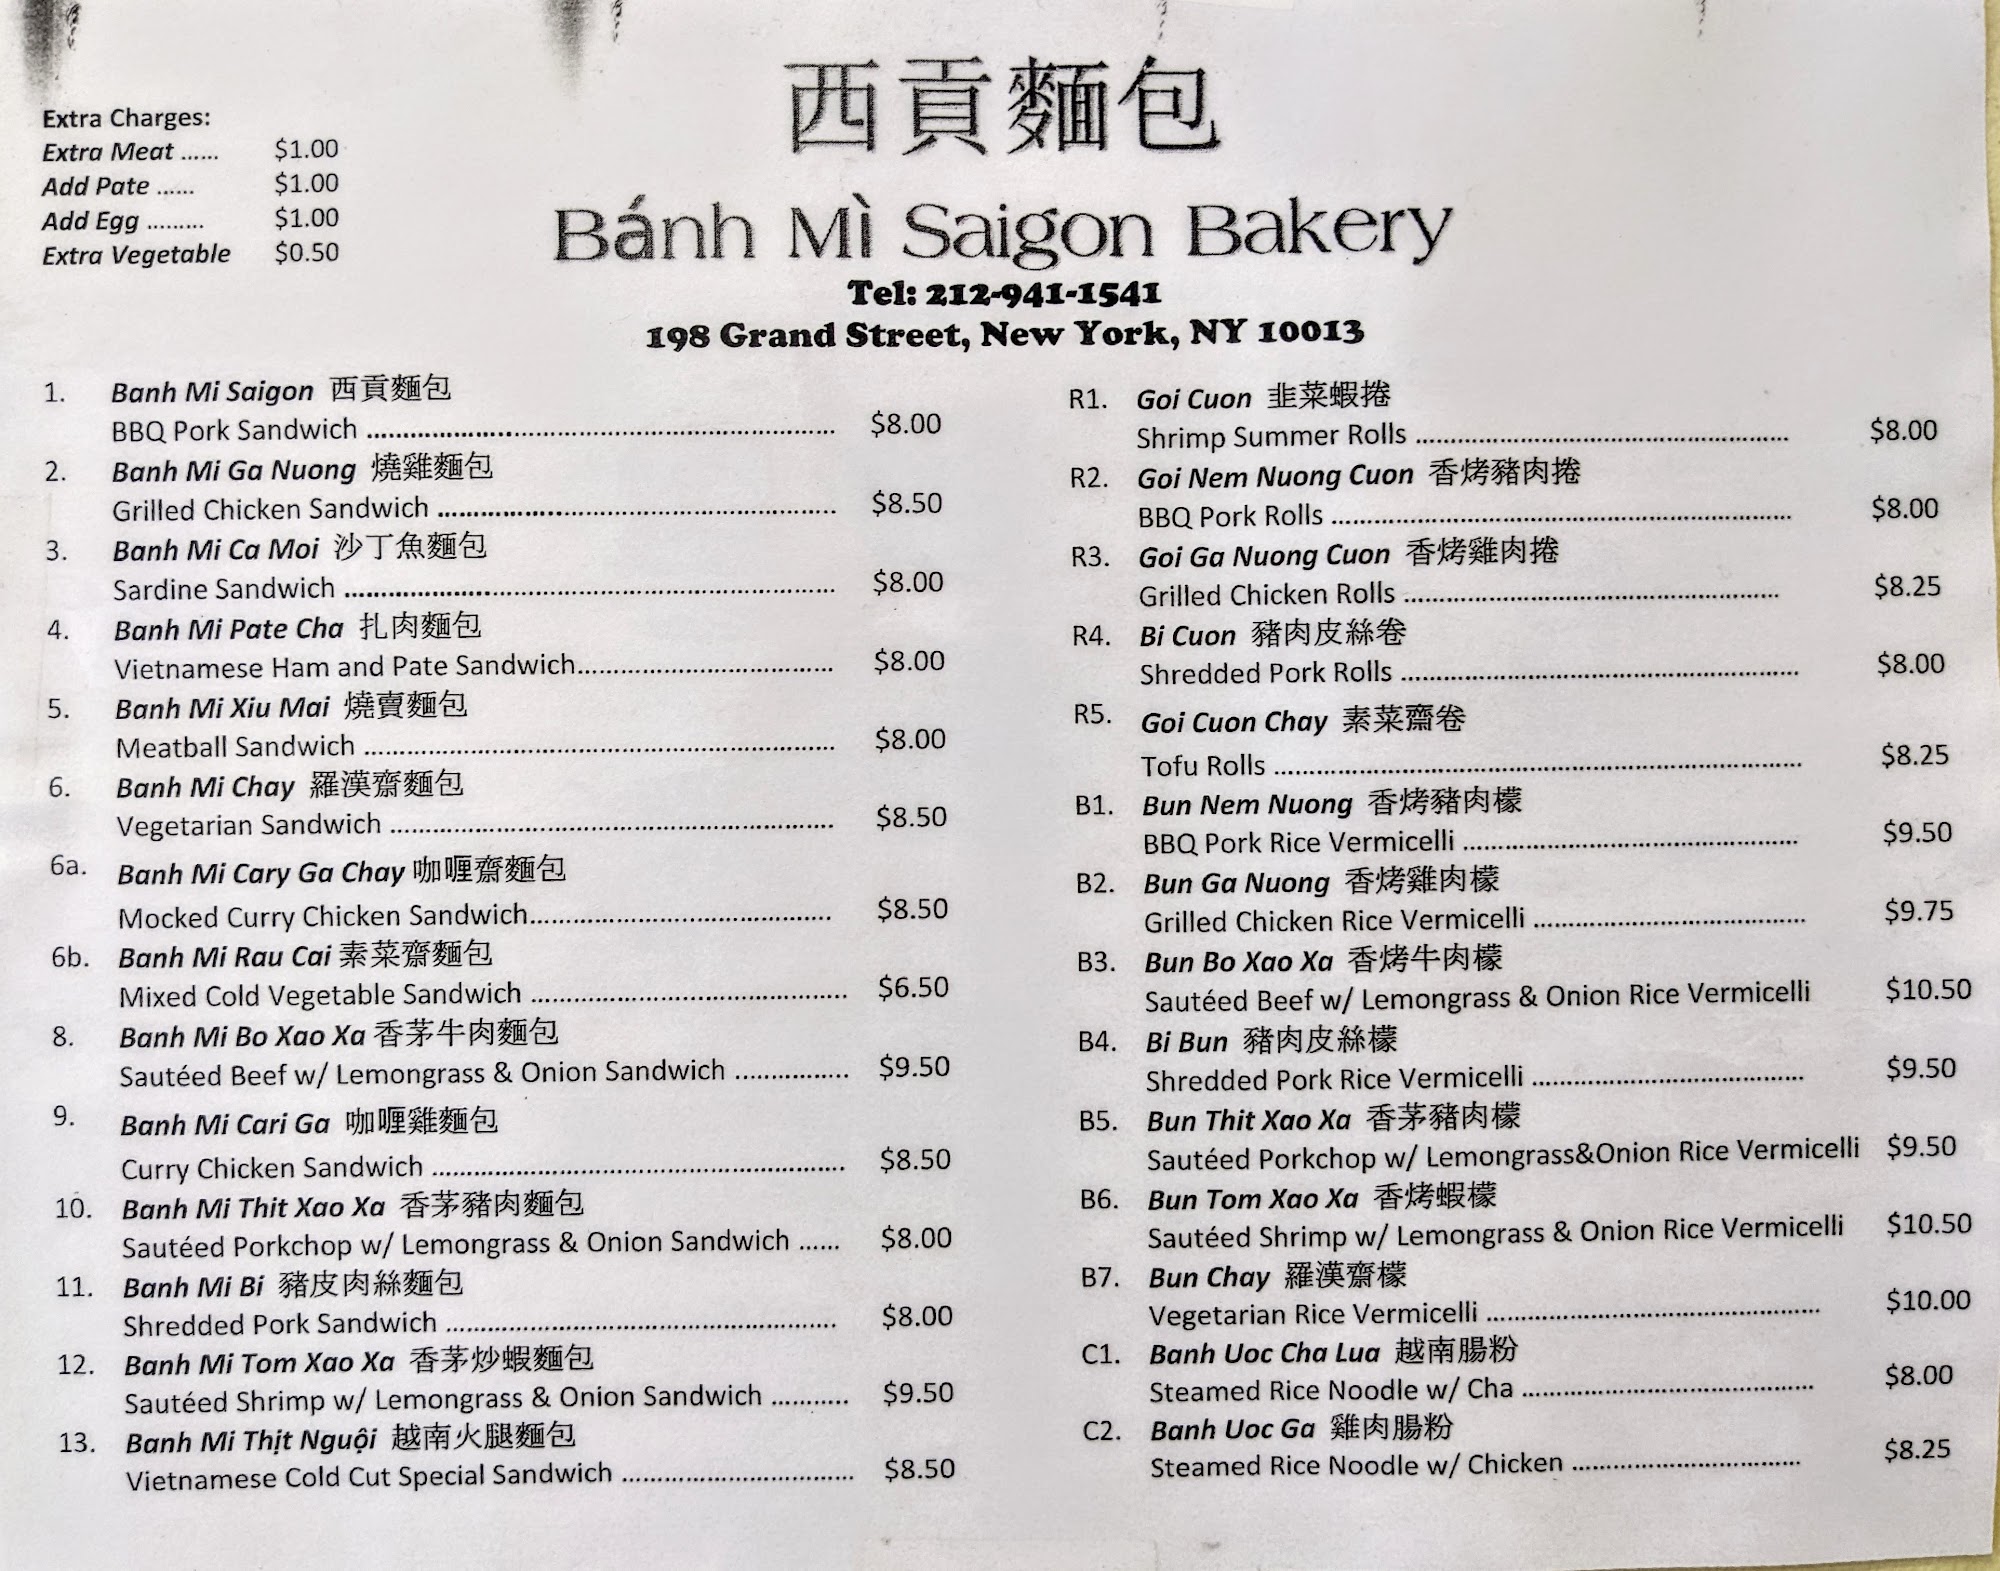 Extra Charges:
Extra Meat ...... $1.00
Add Pate ...... $1.00
Add Egg ......... $1.00
Extra Vegetable $0.50
西貢麵包
Bánh Mì Saigon Bakery
Tel: 212-941-1541
198 Grand Street, New York, NY 10013
1. Banh Mi Saigon 西貢麵包
BBQ Pork Sandwich ........ $8.00
2. Banh Mi Ga Nuong 燒雞麵包
Grilled Chicken Sandwich ........ $8.50
3. Banh Mi Ca Moi 沙丁魚麵包
Sardine Sandwich ........ $8.00
4. Banh Mi Pate Cha 扎肉麵包
Vietnamese Ham and Pate Sandwich........ $8.00
5. Banh Mi Xiu Mai 燒賣麵包
Meatball Sandwich ........ $8.00
6. Banh Mi Chay 羅漢齋麵包
Vegetarian Sandwich ........ $8.50
6a. Banh Mi Cary Ga Chay 咖喱齋麵包
Mocked Curry Chicken Sandwich........ $8.50
6b. Banh Mi Rau Cai 素菜齋麵包
Mixed Cold Vegetable Sandwich ........ $6.50
8. Banh Mi Bo Xao Xa 香茅牛肉麵包
Sautéed Beef w/ Lemongrass & Onion Sandwich ........ $9.50
9. Banh Mi Cari Ga 咖喱雞麵包
Curry Chicken Sandwich ........ $8.50
10. Banh Mi Thit Xao Xa 香茅豬肉麵包
Sautéed Porkchop w/ Lemongrass & Onion Sandwich ...... $8.00
11. Banh Mi Bi 豬皮肉絲麵包
Shredded Pork Sandwich ........ $8.00
12. Banh Mi Tom Xao Xa 香茅炒蝦麵包
Sautéed Shrimp w/ Lemongrass & Onion Sandwich ........ $9.50
13. Banh Mi Thịt Nguội 越南火腿麵包
Vietnamese Cold Cut Special Sandwich ........ $8.50
R1. Goi Cuon 韭菜蝦捲
Shrimp Summer Rolls ........ $8.00
R2. Goi Nem Nuong Cuon 香烤豬肉捲
BBQ Pork Rolls ........ $8.00
R3. Goi Ga Nuong Cuon 香烤雞肉捲
Grilled Chicken Rolls ........ $8.25
R4. Bi Cuon 豬肉皮絲卷
Shredded Pork Rolls ........ $8.00
R5. Goi Cuon Chay 素菜齋卷
Tofu Rolls ........ $8.25
B1. Bun Nem Nuong 香烤豬肉檬
BBQ Pork Rice Vermicelli ........ $9.50
B2. Bun Ga Nuong 香烤雞肉檬
Grilled Chicken Rice Vermicelli ........ $9.75
B3. Bun Bo Xao Xa 香烤牛肉檬
Sautéed Beef w/ Lemongrass & Onion Rice Vermicelli $10.50
B4. Bi Bun 豬肉皮絲檬
Shredded Pork Rice Vermicelli ........ $9.50
B5. Bun Thit Xao Xa 香茅豬肉檬
Sautéed Porkchop w/ Lemongrass&Onion Rice Vermicelli $9.50
B6. Bun Tom Xao Xa 香烤蝦檬
Sautéed Shrimp w/ Lemongrass & Onion Rice Vermicelli $10.50
B7. Bun Chay 羅漢齋檬
Vegetarian Rice Vermicelli ........ $10.00
C1. Banh Uoc Cha Lua 越南腸粉
Steamed Rice Noodle w/ Cha ........ $8.00
C2. Banh Uoc Ga 雞肉腸粉
Steamed Rice Noodle w/ Chicken ........ $8.25